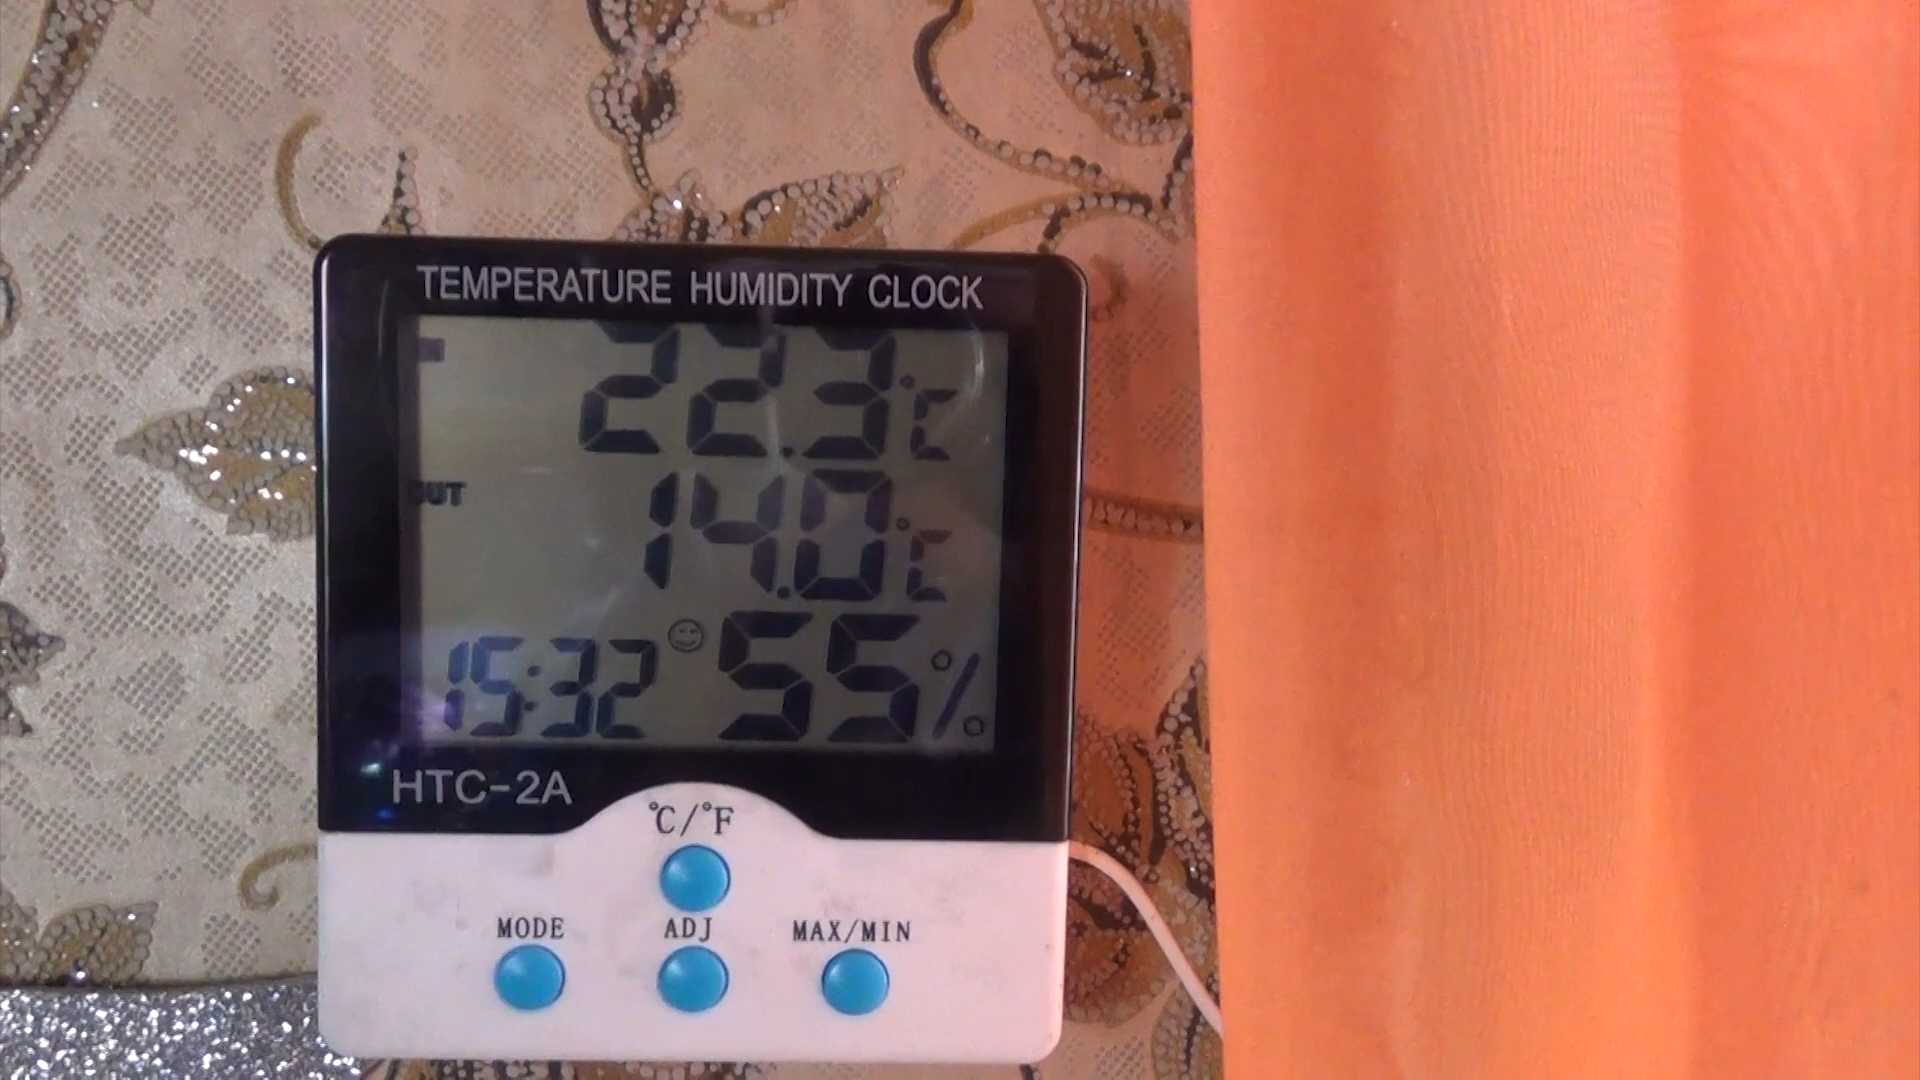 TEMPERATURE HUMIDITY CLOCK
22.3°C
OUT
14.0°C
15:32 55%
HTC-2A
°C/°F
MODE ADJ MAX/MIN